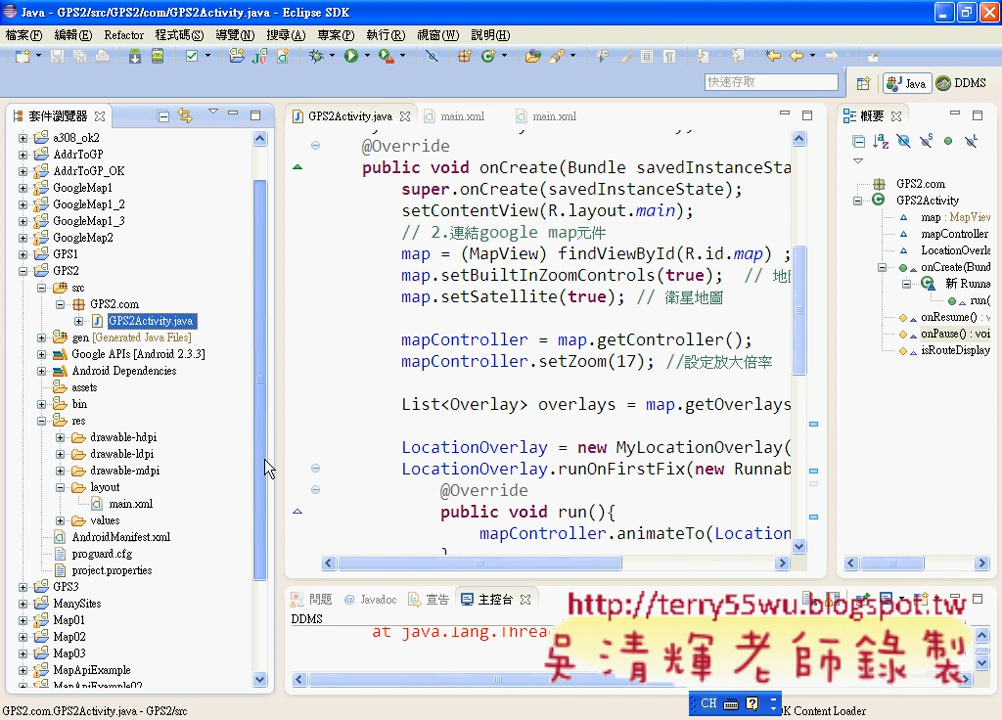 Java - GPS2/src/GPS2/com/GPS2Activity.java - Eclipse SDK
檔案(F) 編輯(E) Refactor 程式碼(S) 導覽(N) 搜尋(A) 專案(P) 執行(R) 視窗(W) 說明(H)
快速存取
Java
DDMS
套件瀏覽器
a308_ok2
AddrToGP
AddrToGP_OK
GoogleMap1
GoogleMap1_2
GoogleMap1_3
GoogleMap2
GPS1
GPS2
src
GPS2.com
GPS2Activity.java
gen [Generated Java Files]
Google APIs [Android 2.3.3]
Android Dependencies
assets
bin
res
drawable-hdpi
drawable-ldpi
drawable-mdpi
layout
main.xml
values
AndroidManifest.xml
proguard.cfg
project.properties
GPS3
ManySites
Map01
Map02
Map03
MapApiExample
MapApiExample02
GPS2Activity.java
main.xml
main.xml
@Override
public void onCreate(Bundle savedInstanceSta
super.onCreate(savedInstanceState);
setContentView(R.layout.main);
// 2.連結google map元件
map = (MapView) findViewById(R.id.map) ;
map.setBuiltInZoomControls(true); // 地
map.setSatellite(true); // 衛星地圖
mapController = map.getController();
mapController.setZoom(17); //設定放大倍率
List<Overlay> overlays = map.getOverlays
LocationOverlay = new MyLocationOverlay(
LocationOverlay.runOnFirstFix(new Runnab
@Override
public void run(){
mapController.animateTo(Location
概要
GPS2.com
GPS2Activity
map : MapView
mapController
LocationOverla
onCreate(Bund
新 Runna
run(
onResume() : v
onPause() : voi
isRouteDisplay
問題
Javadoc
宣告
主控台
DDMS
at java.lang.Threa
http://terry55wu.blogspot.tw
吳清輝老師錄製
CH
GPS2.com.GPS2Activity.java - GPS2/src
K Content Loader